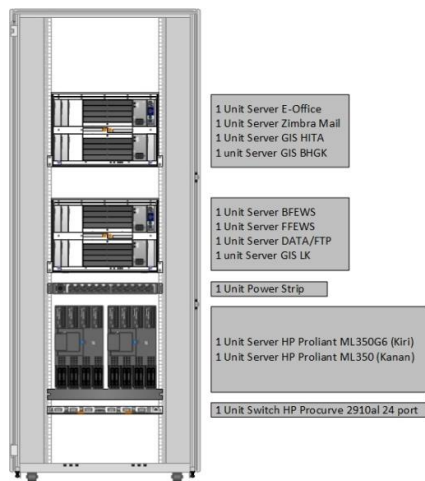 1 Unit Server E-Office
1 Unit Server Zimbra Mail
1 Unit Server GIS HITA
1 unit Server GIS BHGK
1 Unit Server BFEWS
1 Unit Server FFEWS
1 Unit Server DATA/FTP
1 unit Server GIS LK
1 Unit Power Strip
1 Unit Server HP Proliant ML350G6 (Kiri)
1 Unit Server HP Proliant ML350 (Kanan)
1 Unit Switch HP Procurve 2910al 24 port